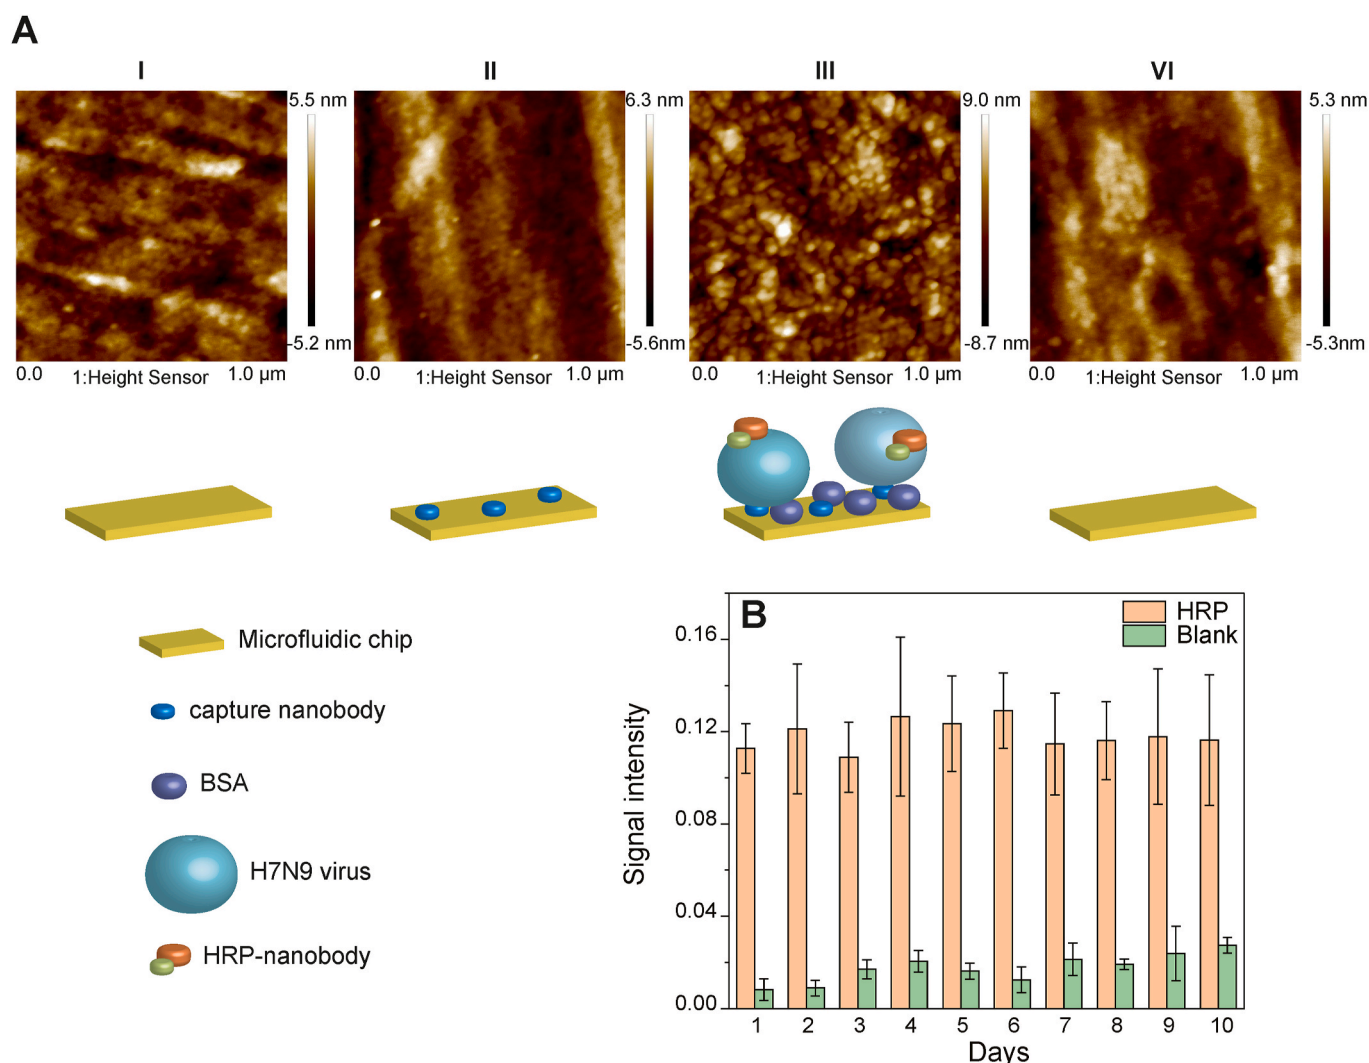 A
I
II
III
VI
5.5 nm
-5.2 nm
0.0 1:Height Sensor 1.0 µm
6.3 nm
-5.6nm
0.0 1:Height Sensor 1.0 µm
9.0 nm
-8.7 nm
0.0 1:Height Sensor 1.0 µm
5.3 nm
-5.3nm
0.0 1:Height Sensor 1.0 µm
Microfluidic chip
capture nanobody
BSA
H7N9 virus
HRP-nanobody
B
HRP
Blank
Signal intensity
0.16
0.12
0.08
0.04
0.00
1 2 3 4 5 6 7 8 9 10
Days